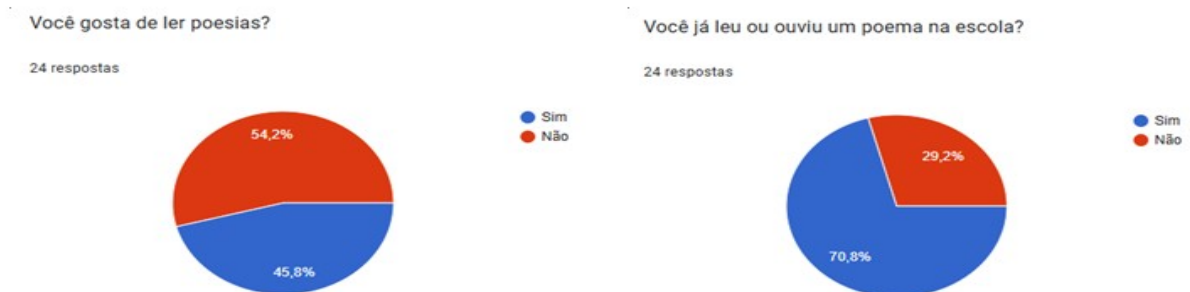 Você gosta de ler poesias?
24 respostas
Sim
Não
54,2%
45,8%
Você já leu ou ouviu um poema na escola?
24 respostas
Sim
Não
29,2%
70,8%